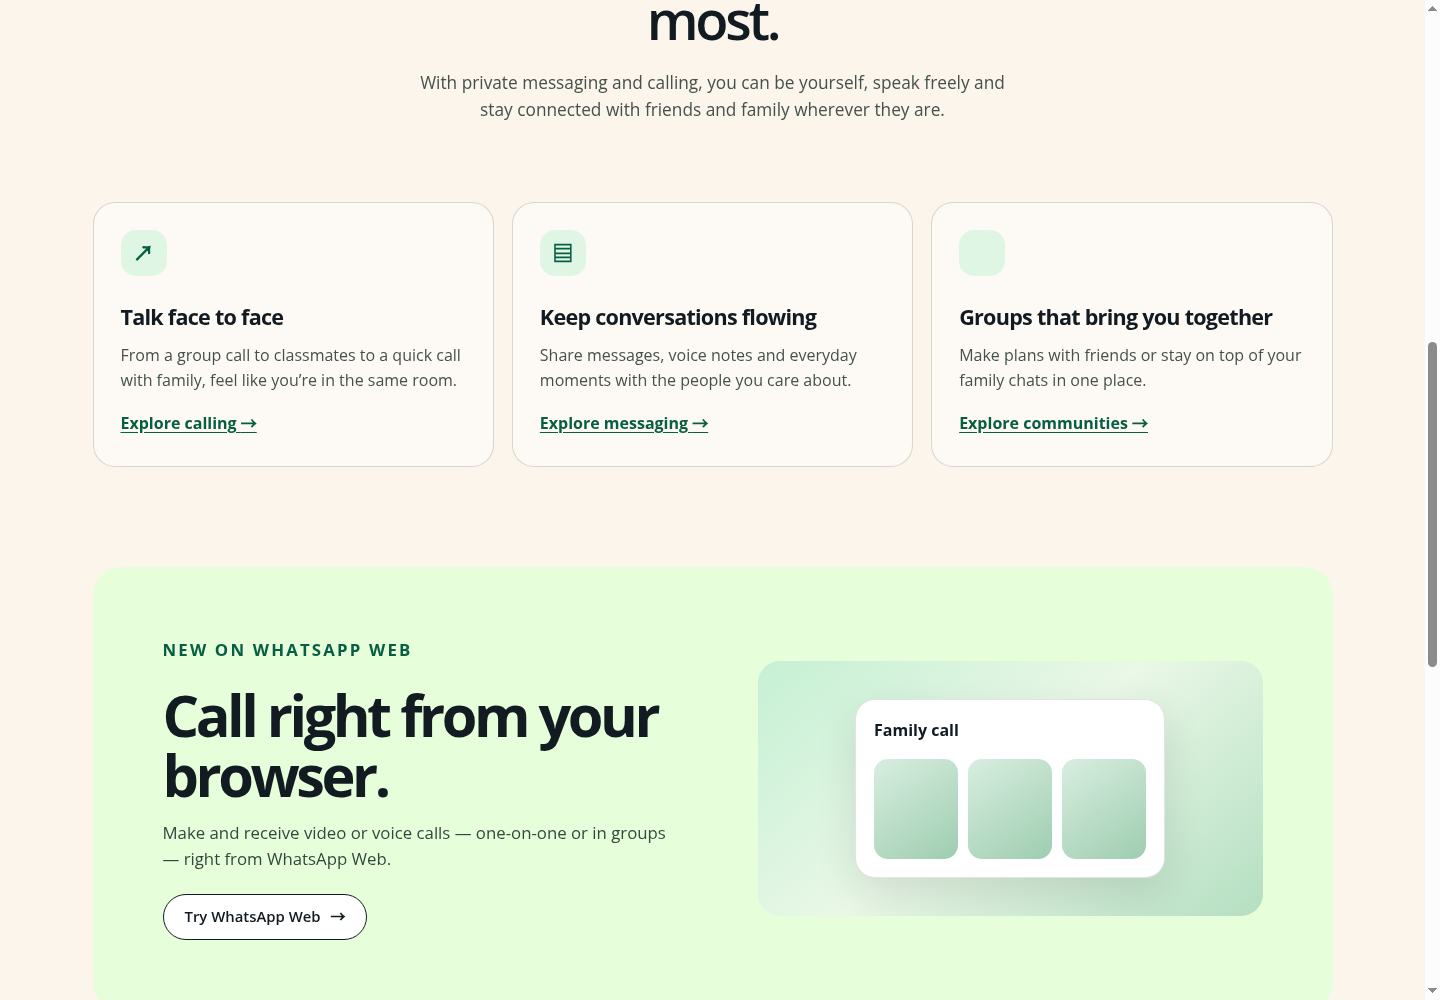 most.
With private messaging and calling, you can be yourself, speak freely and
stay connected with friends and family wherever they are.
Talk face to face
From a group call to classmates to a quick call
with family, feel like you’re in the same room.
Explore calling →
Keep conversations flowing
Share messages, voice notes and everyday
moments with the people you care about.
Explore messaging →
Groups that bring you together
Make plans with friends or stay on top of your
family chats in one place.
Explore communities →
NEW ON WHATSAPP WEB
Call right from your
browser.
Make and receive video or voice calls — one-on-one or in groups
— right from WhatsApp Web.
Try WhatsApp Web →
Family call